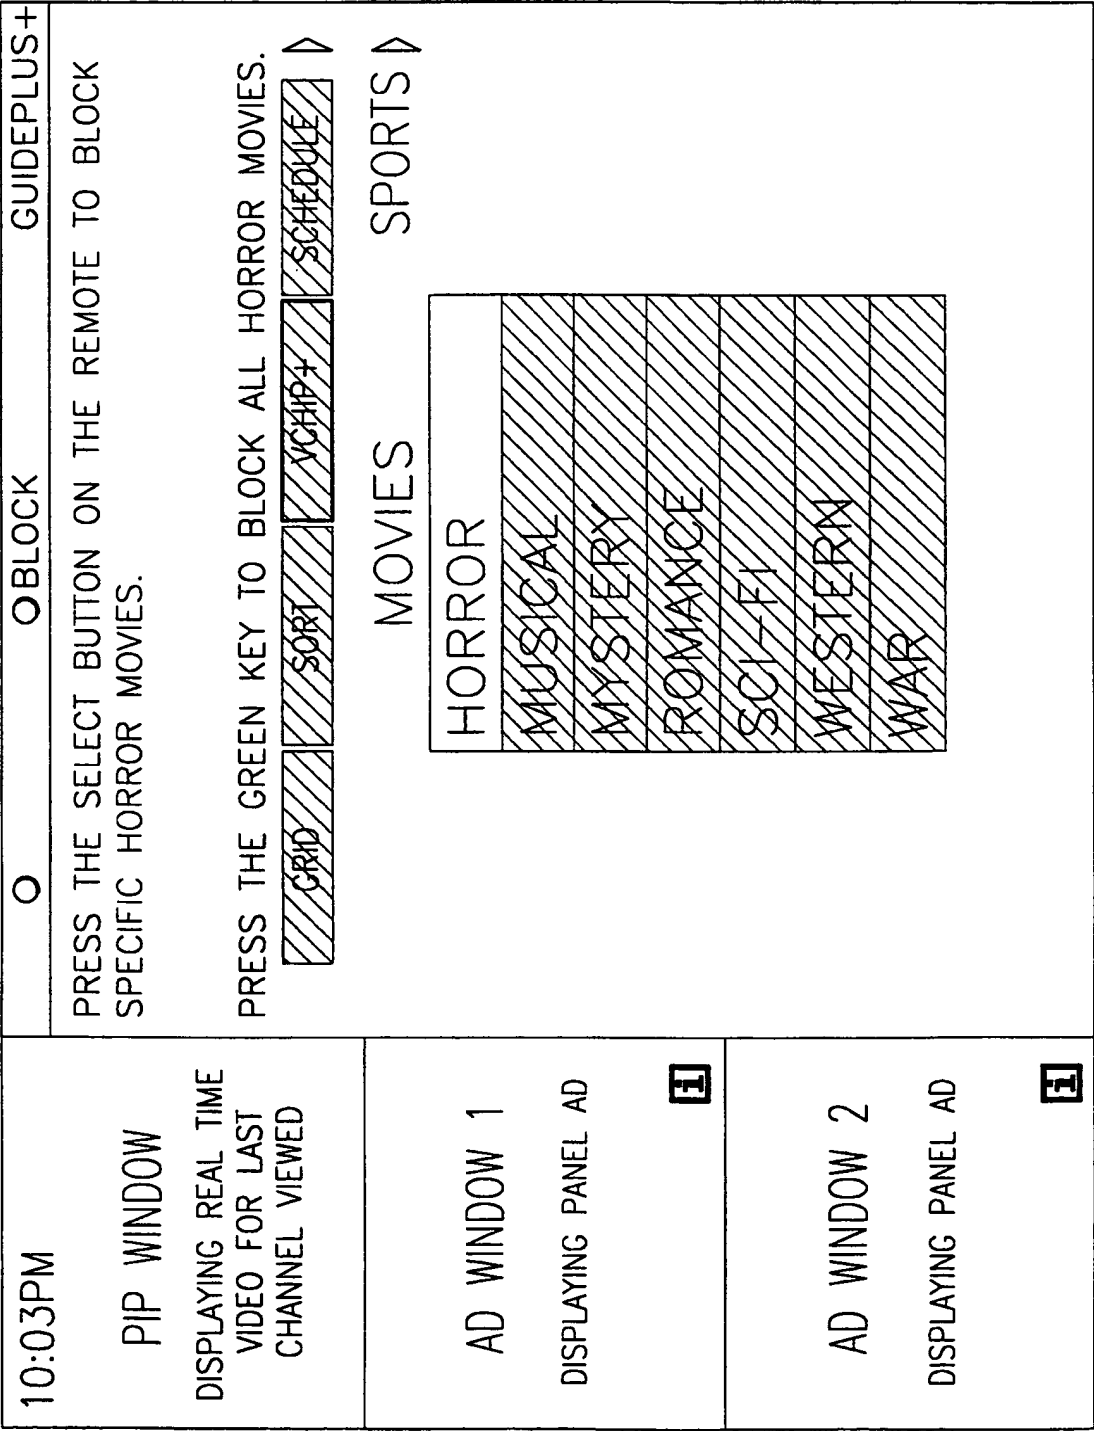 10:03PM
PIP WINDOW
DISPLAYING REAL TIME
VIDEO FOR LAST
CHANNEL VIEWED
AD WINDOW 1
DISPLAYING PANEL AD
i
AD WINDOW 2
DISPLAYING PANEL AD
i
BLOCK GUIDEPLUS+
PRESS THE SELECT BUTTON ON THE REMOTE TO BLOCK
SPECIFIC HORROR MOVIES.
PRESS THE GREEN KEY TO BLOCK ALL HORROR MOVIES.
GRID SORT VCHIP+ SCHEDULE
MOVIES SPORTS
HORROR
MUSICAL
MYSTERY
ROMANCE
SCI-FI
WESTERN
WAR